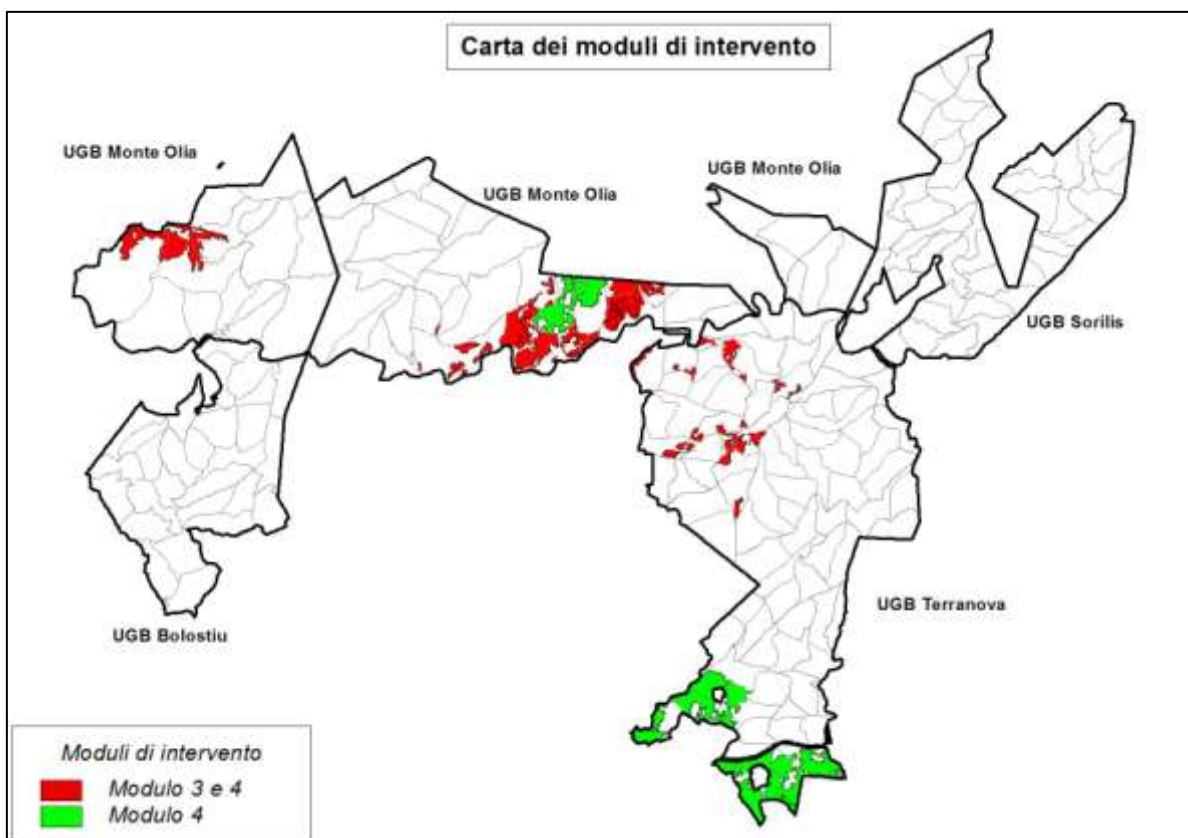 Carta dei moduli di intervento
UGB Monte Olia
UGB Monte Olia
UGB Monte Olia
UGB Sorilis
UGB Terranova
UGB Bolostiu
Moduli di intervento
Modulo 3 e 4
Modulo 4